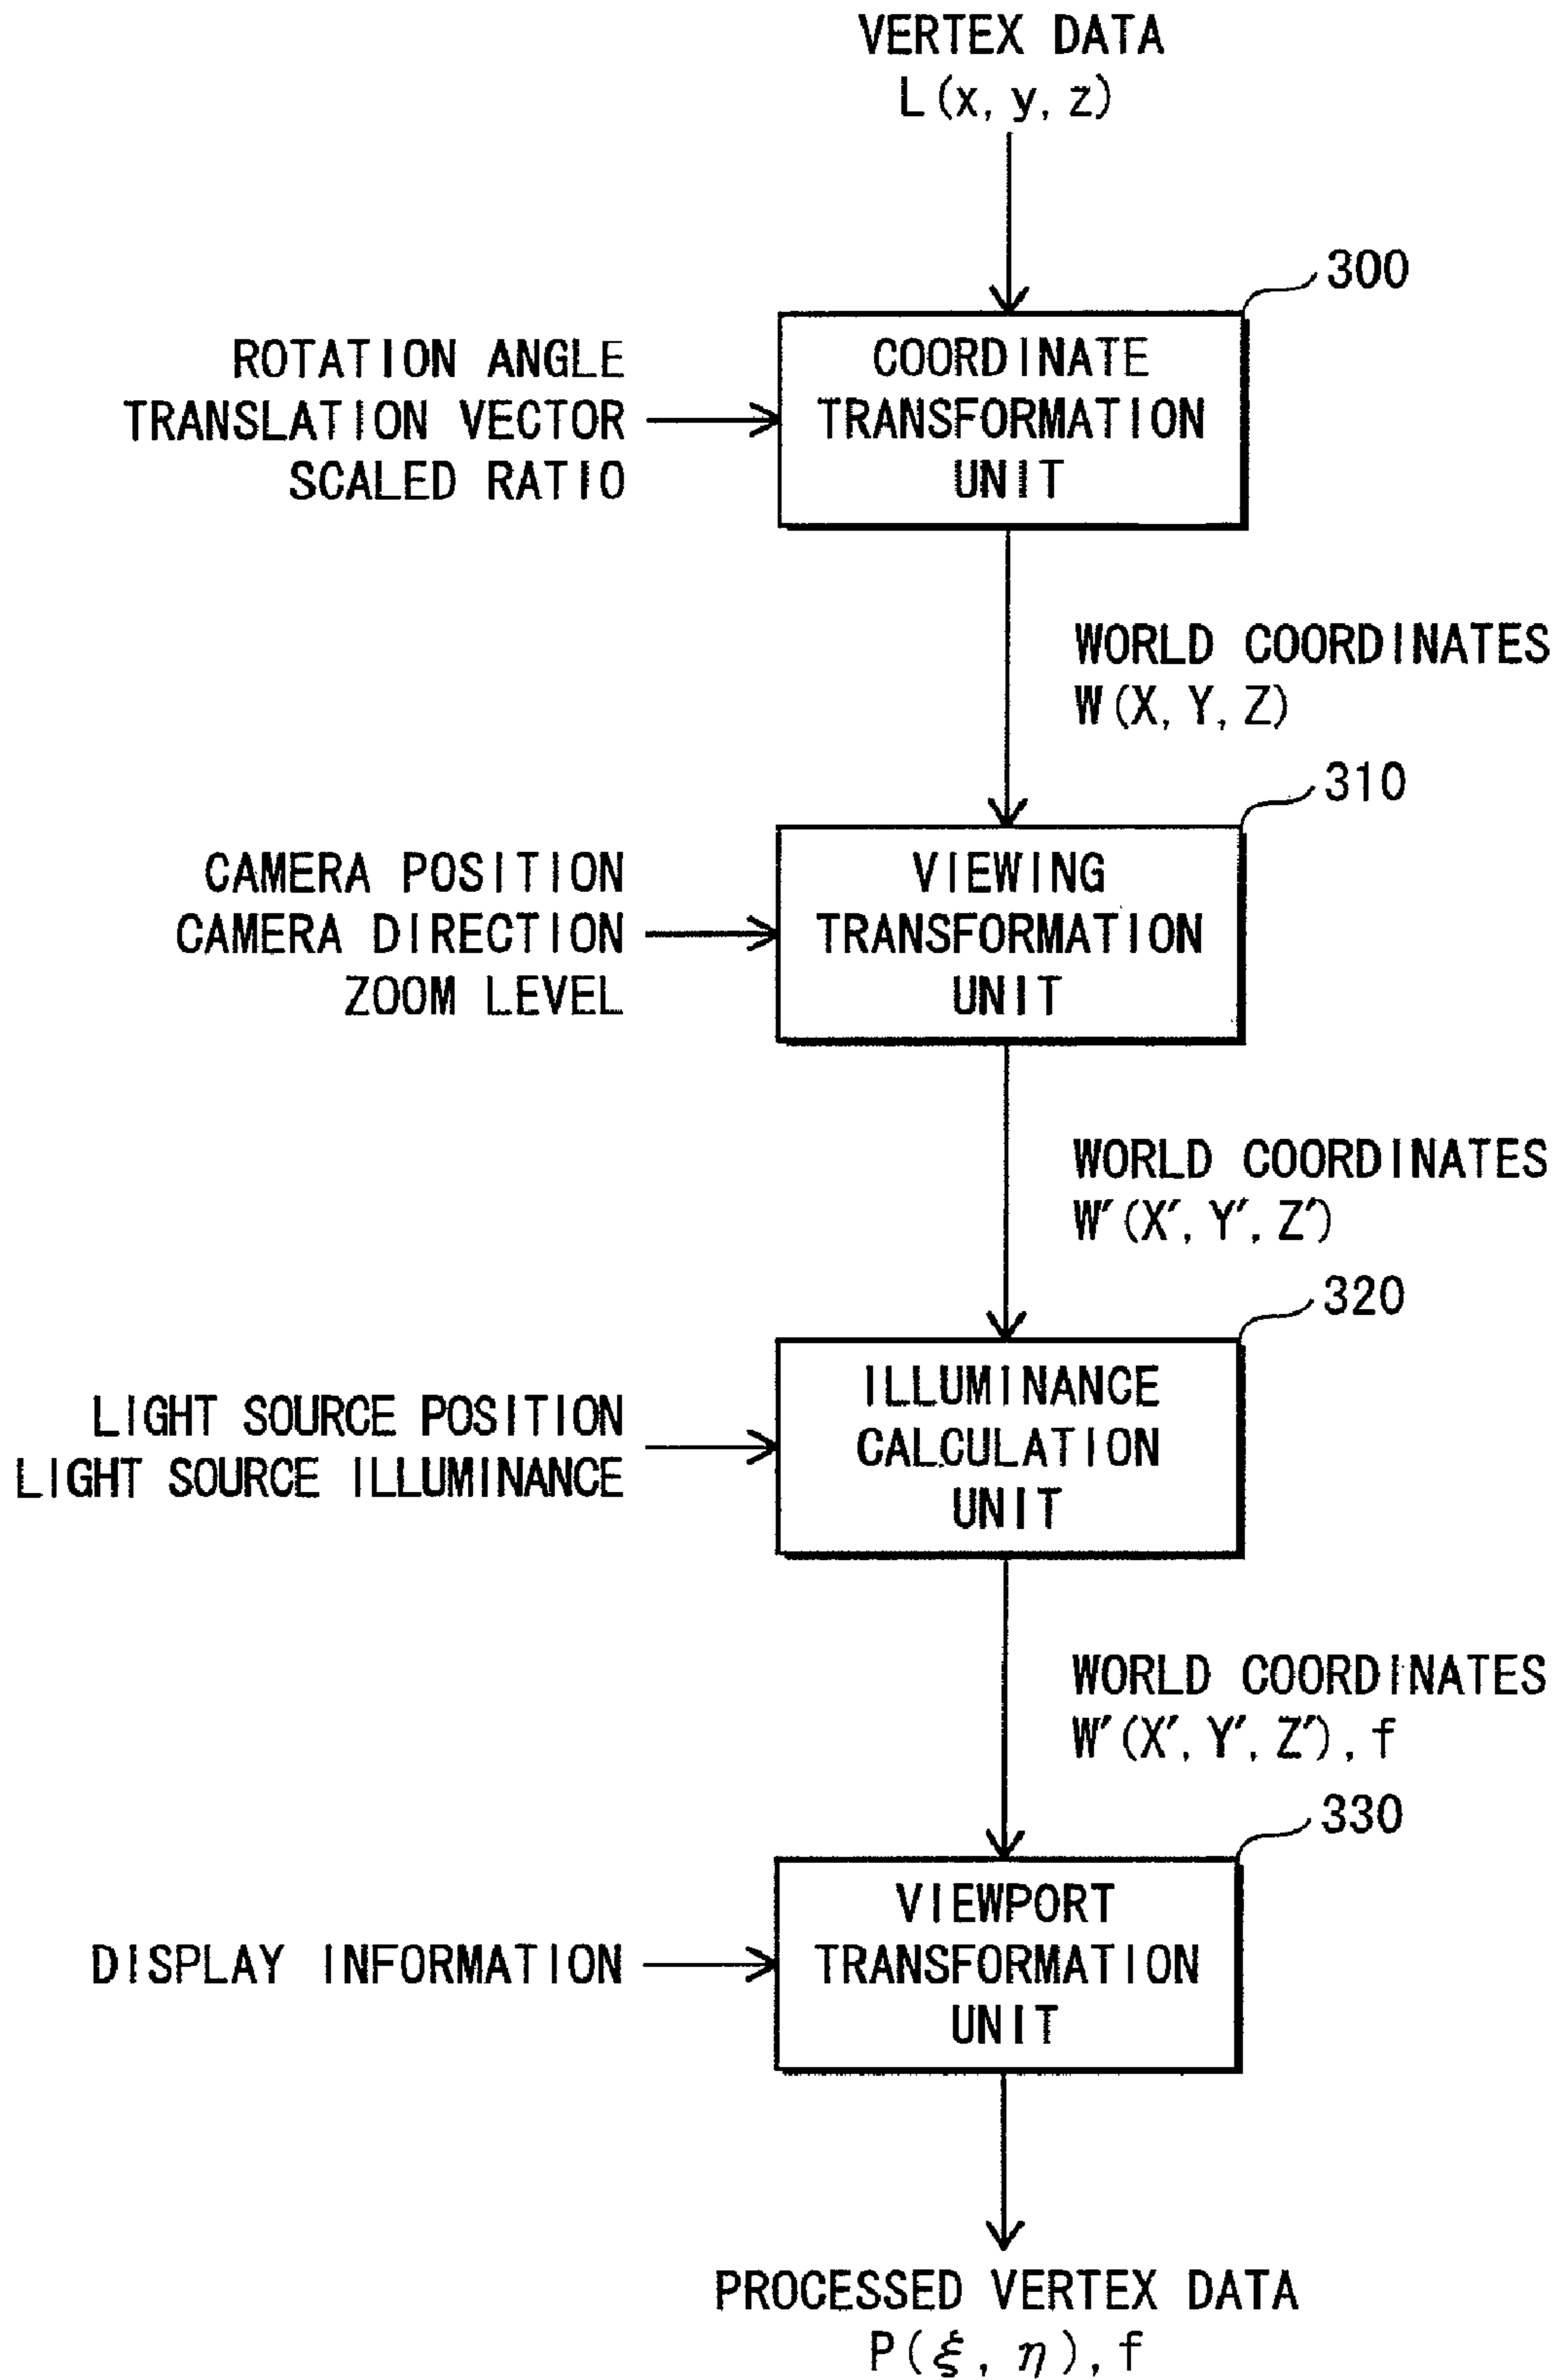 VERTEX DATA
L(x, y, z)
300
ROTATION ANGLE
TRANSLATION VECTOR
SCALED RATIO
COORDINATE
TRANSFORMATION
UNIT
WORLD COORDINATES
W(X, Y, Z)
310
CAMERA POSITION
CAMERA DIRECTION
ZOOM LEVEL
VIEWING
TRANSFORMATION
UNIT
WORLD COORDINATES
W′(X′, Y′, Z′)
320
LIGHT SOURCE POSITION
LIGHT SOURCE ILLUMINANCE
ILLUMINANCE
CALCULATION
UNIT
WORLD COORDINATES
W′(X′, Y′, Z′), f
330
DISPLAY INFORMATION
VIEWPORT
TRANSFORMATION
UNIT
PROCESSED VERTEX DATA
P(ξ, η), f